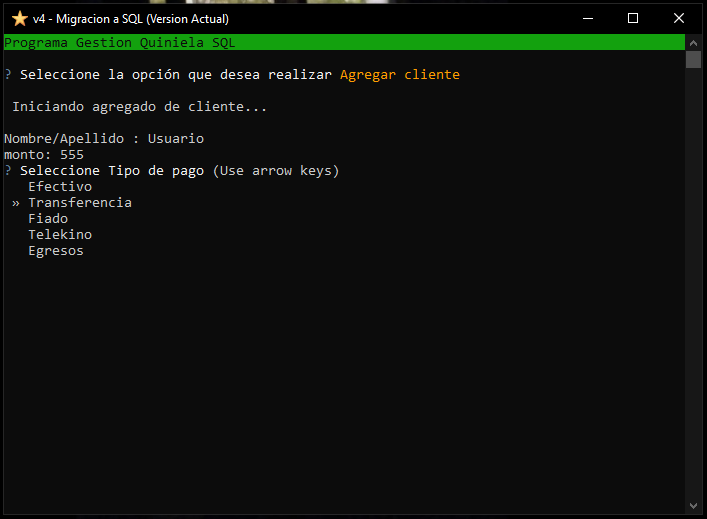 v4 - Migracion a SQL (Version Actual)
Programa Gestion Quiniela SQL
? Seleccione la opción que desea realizar Agregar cliente
Iniciando agregado de cliente...
Nombre/Apellido : Usuario
monto: 555
? Seleccione Tipo de pago (Use arrow keys)
Efectivo
» Transferencia
Fiado
Telekino
Egresos